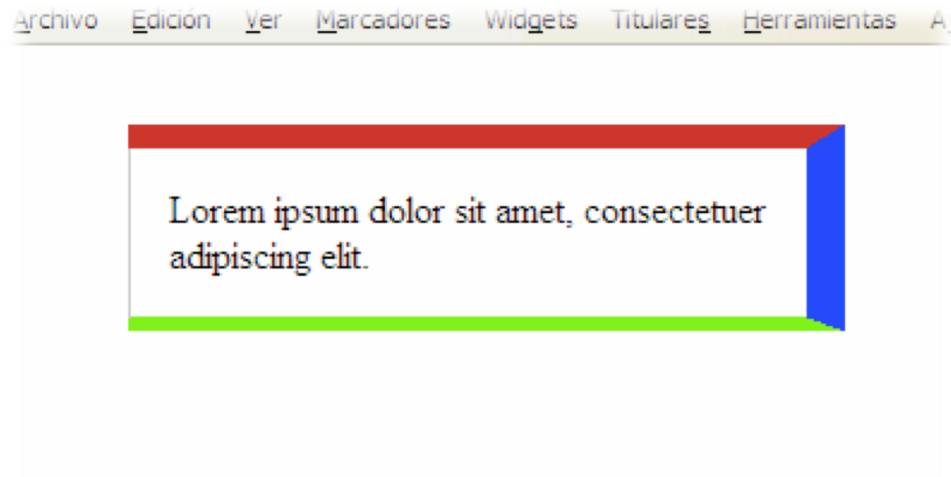 Archivo Edición Ver Marcadores Widgets Titulares Herramientas
Lorem ipsum dolor sit amet, consectetuer
adipiscing elit.